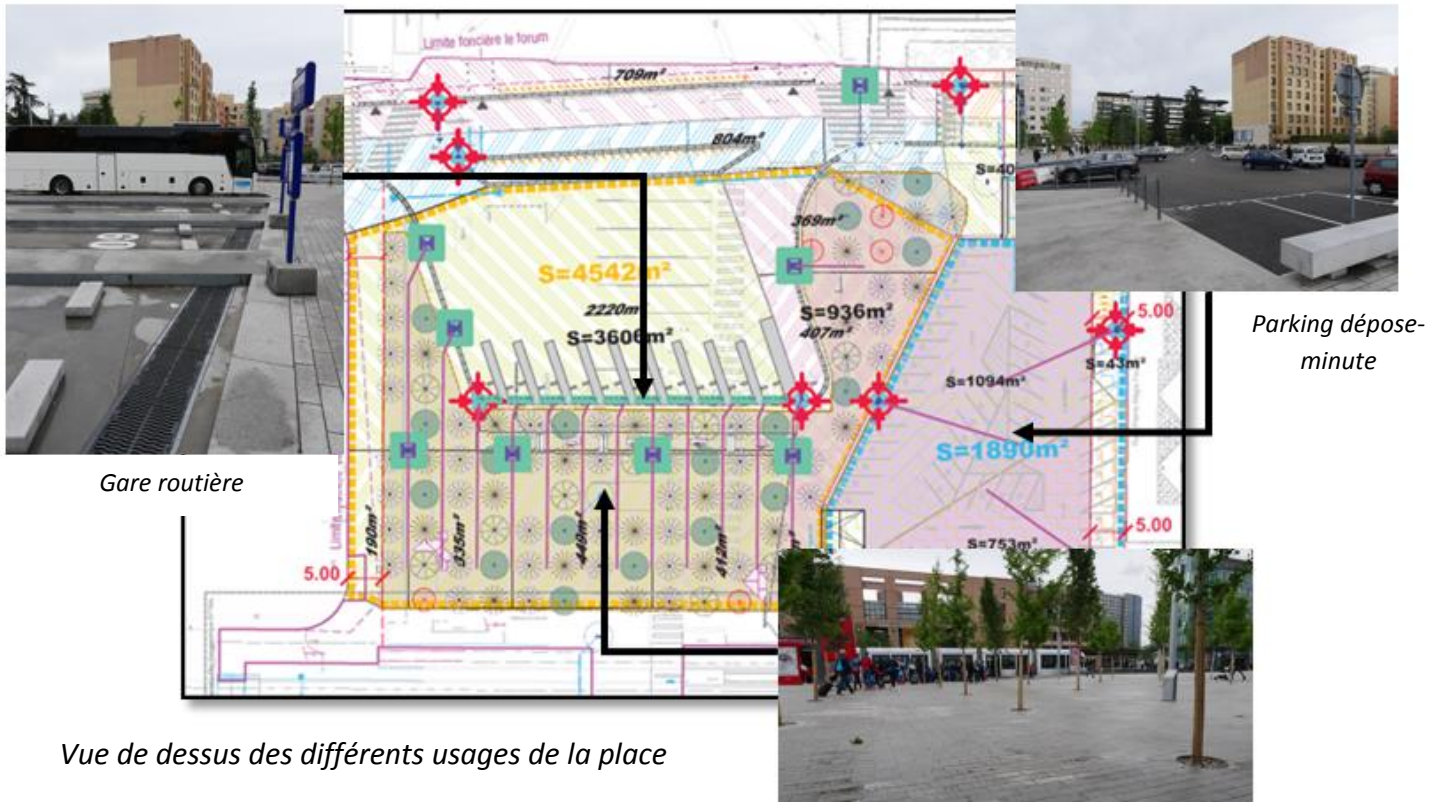 Limite foncière le forum
709m²
804m²
369m²
S=4542m²
2220m²
S=3606m²
S=936m²
407m²
5.00
S=43m²
S=1094m²
S=1890m²
190m²
335m²
449m²
412m²
S=753m²
5.00
5.00
09
Gare routière
Parking dépose-
minute
Vue de dessus des différents usages de la place